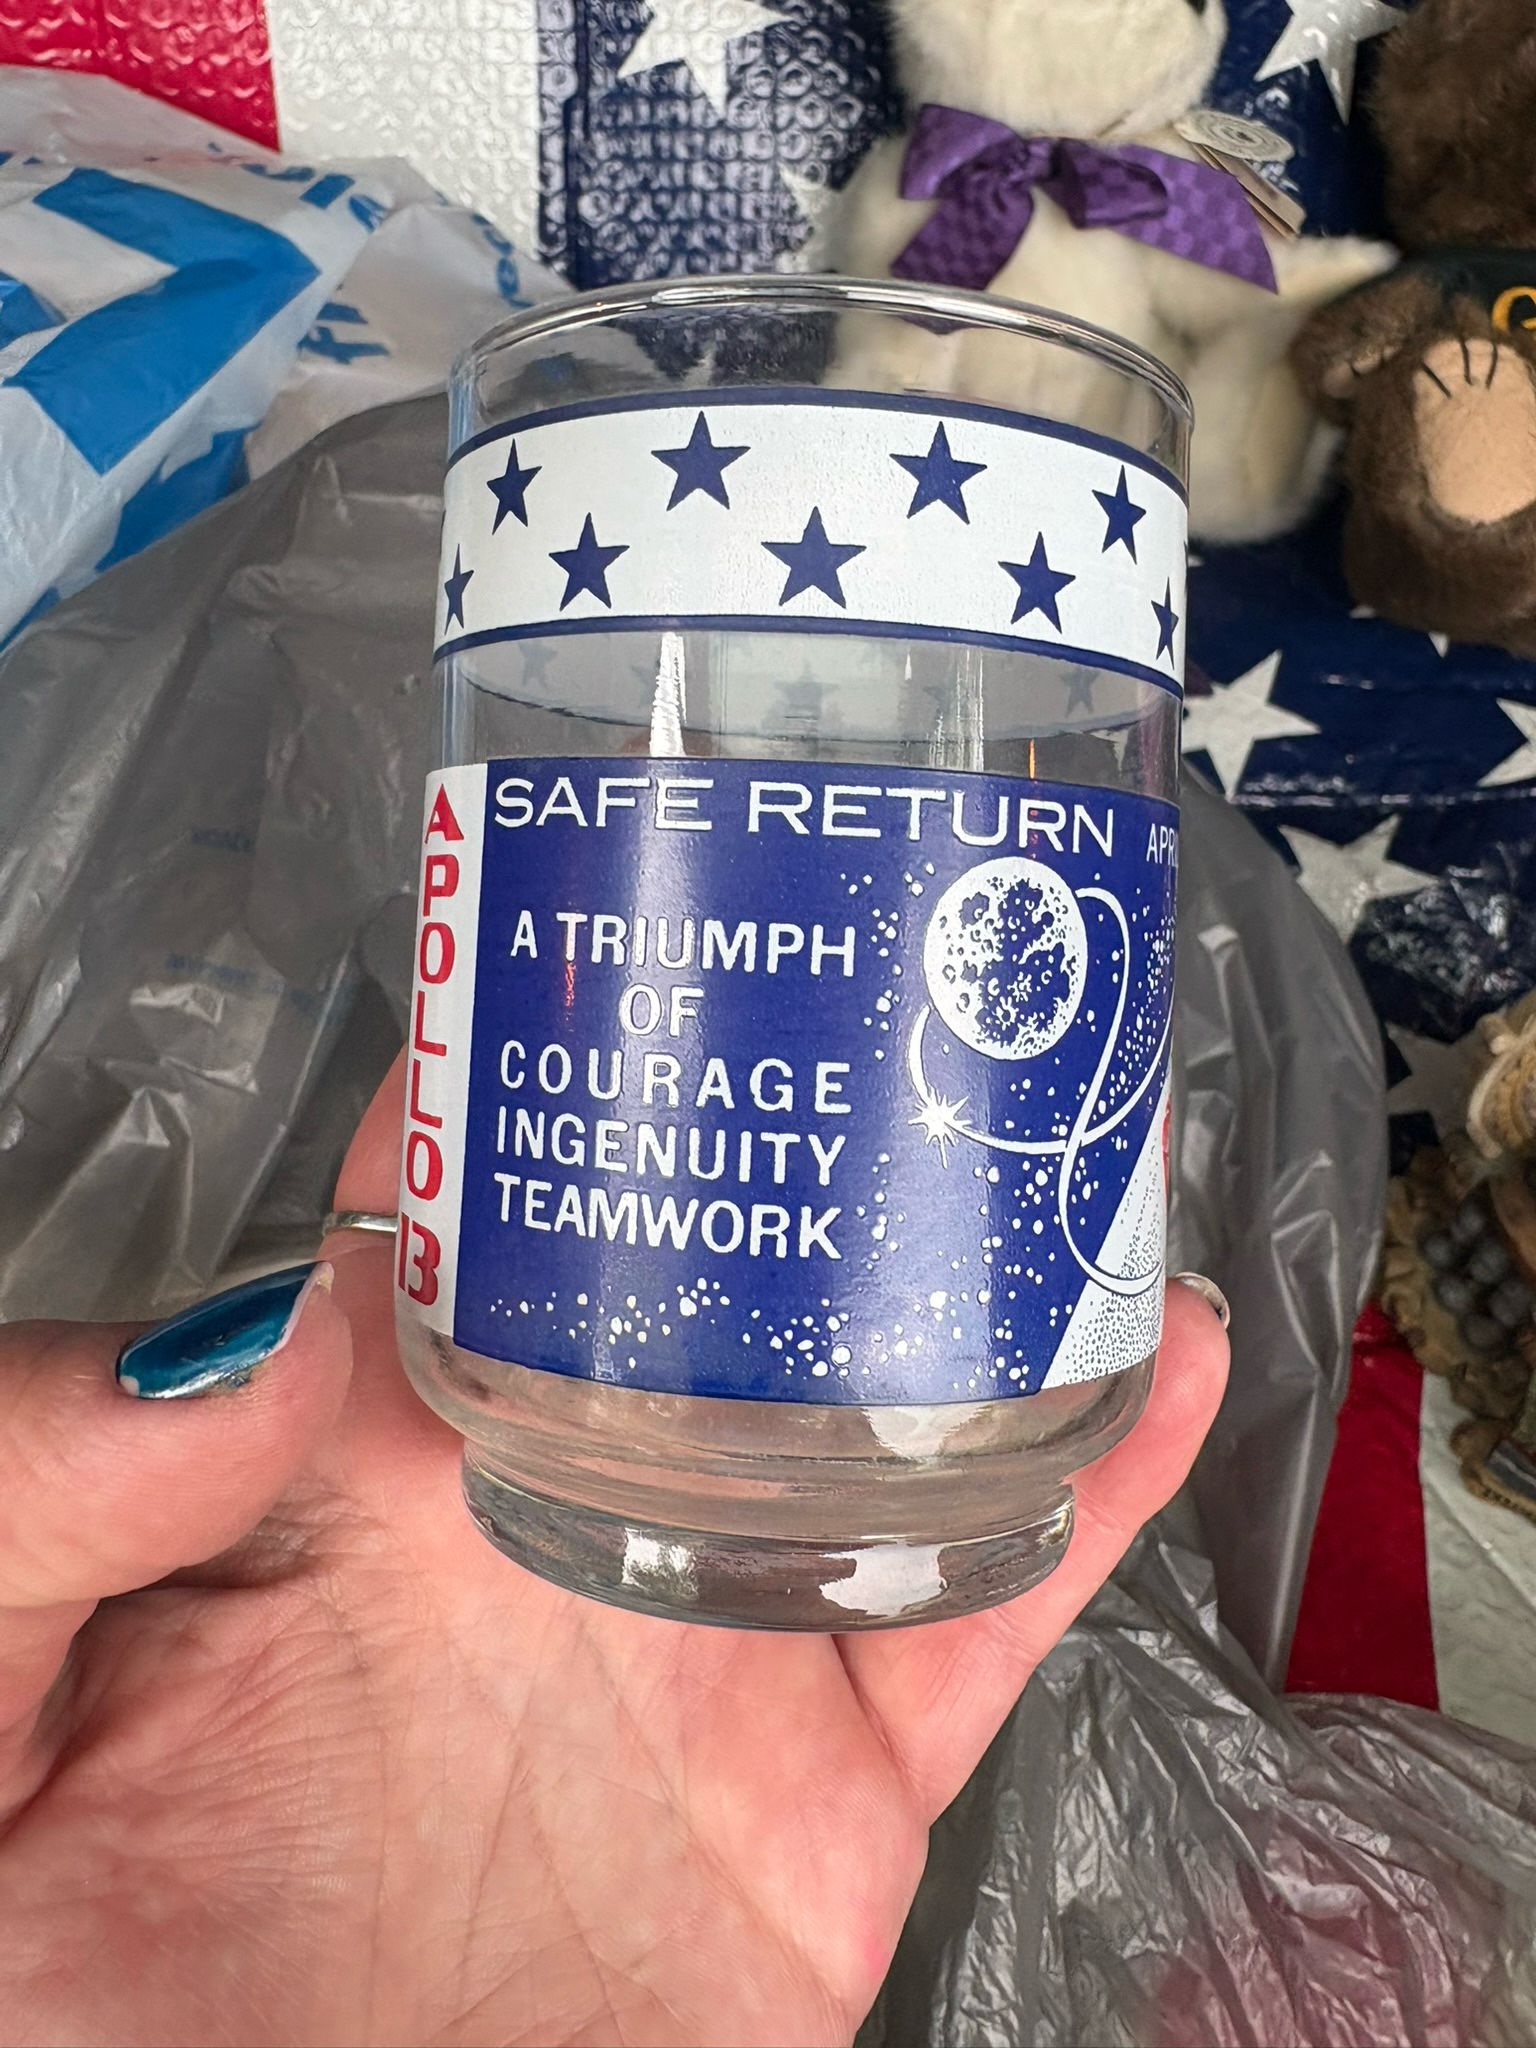 APOLLO 13
SAFE RETURN
A TRIUMPH
OF
COURAGE
INGENUITY
TEAMWORK